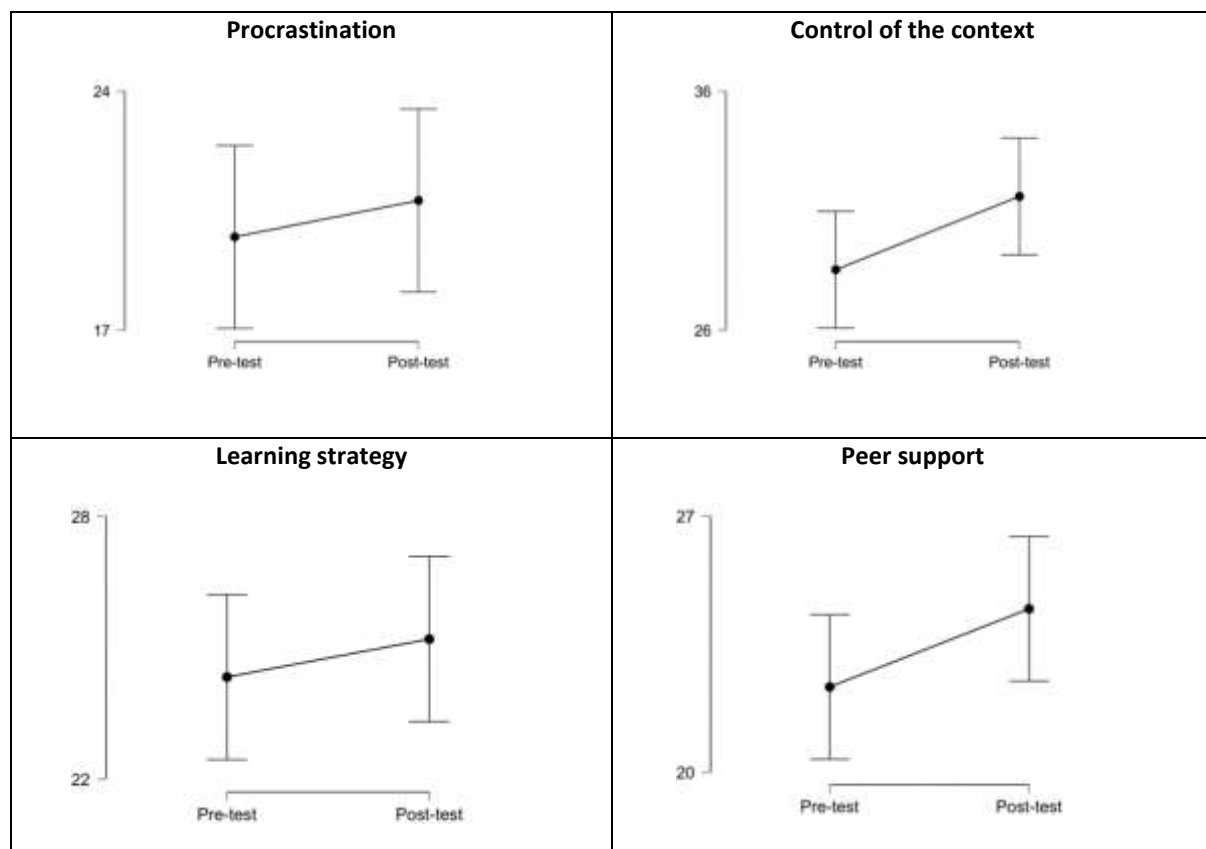 Procrastination
24
17
Pre-test Post-test
Control of the context
36
26
Pre-test Post-test
Learning strategy
28
22
Pre-test Post-test
Peer support
27
20
Pre-test Post-test